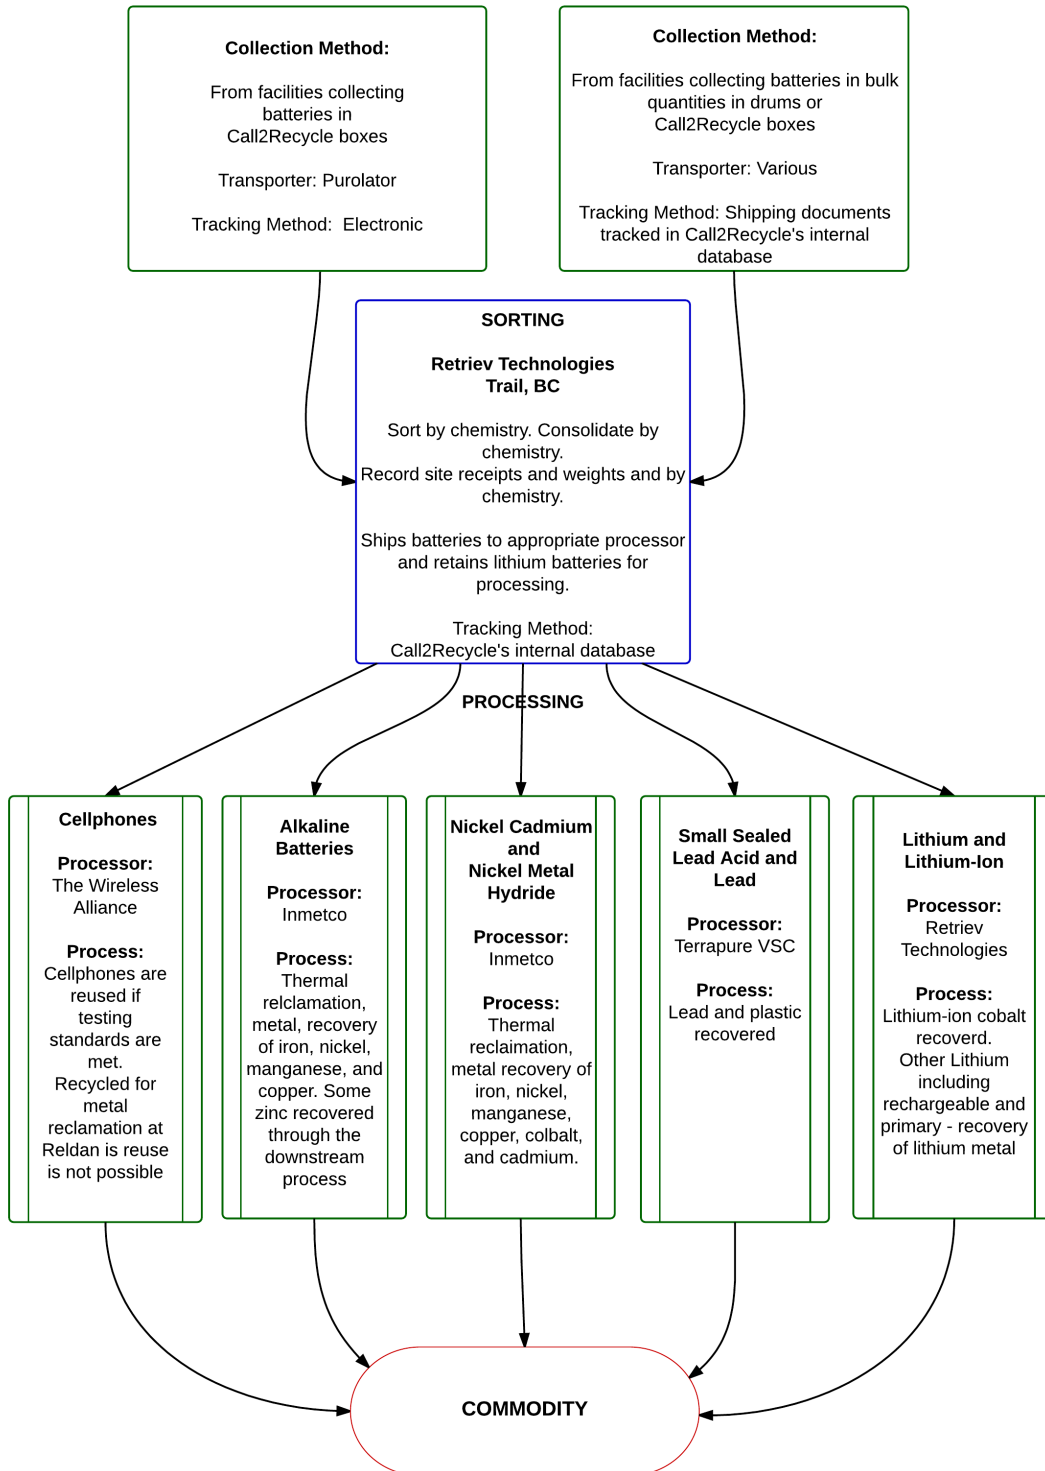 Collection Method:
From facilities collecting
batteries in
Call2Recycle boxes
Transporter: Purolator
Tracking Method:  Electronic
Collection Method:
From facilities collecting batteries in bulk
quantities in drums or
Call2Recycle boxes
Transporter: Various
Tracking Method: Shipping documents
tracked in Call2Recycle's internal
database
SORTING
Retriev Technologies
Trail, BC
Sort by chemistry. Consolidate by
chemistry.
Record site receipts and weights and by
chemistry.
Ships batteries to appropriate processor
and retains lithium batteries for
processing.
Tracking Method:
Call2Recycle's internal database
PROCESSING
Cellphones
Processor:
The Wireless
Alliance
Process:
Cellphones are
reused if
testing
standards are
met.
Recycled for
metal
reclamation at
Reldan is reuse
is not possible
Alkaline
Batteries
Processor:
Inmetco
Process:
Thermal
relclamation,
metal, recovery
of iron, nickel,
manganese, and
copper. Some
zinc recovered
through the
downstream
process
Nickel Cadmium
and
Nickel Metal
Hydride
Processor:
Inmetco
Process:
Thermal
reclaimation,
metal recovery of
iron, nickel,
manganese,
copper, colbalt,
and cadmium.
Small Sealed
Lead Acid and
Lead
Processor:
Terrapure VSC
Process:
Lead and plastic
recovered
Lithium and
Lithium-Ion
Processor:
Retriev
Technologies
Process:
Lithium-ion cobalt
recoverd.
Other Lithium
including
rechargeable and
primary - recovery
of lithium metal
COMMODITY